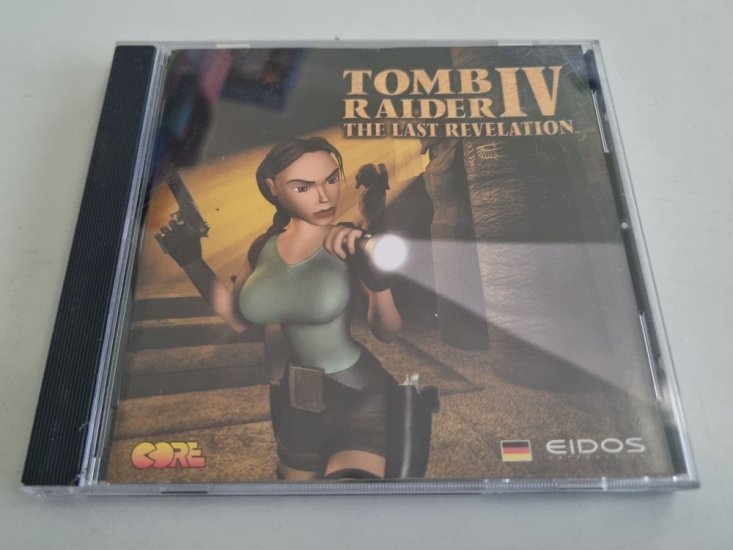 TOMB
RAIDER IV
THE LAST REVELATION
CORE
EIDOS